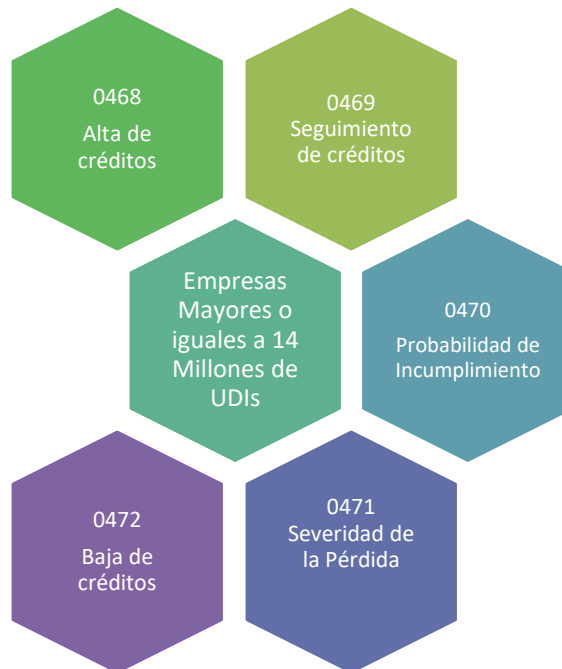 0468
Alta de
créditos
0469
Seguimiento
de créditos
Empresas
Mayores o
iguales a 14
Millones de
UDIs
0470
Probabilidad de
Incumplimiento
0472
Baja de
créditos
0471
Severidad de
la Pérdida